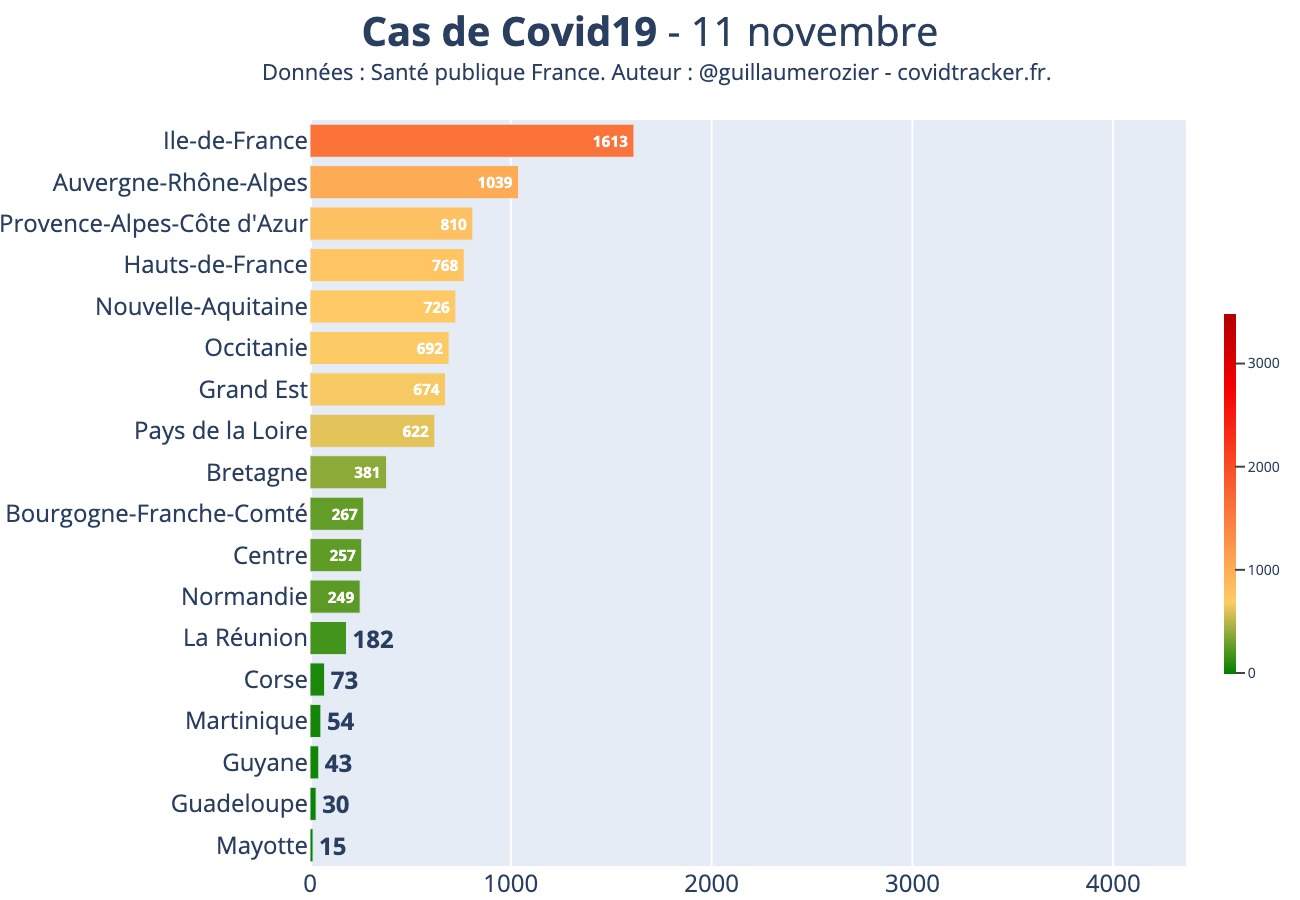 Cas de Covid19 - 11 novembre
Données : Santé publique France. Auteur : @guillaumerozier - covidtracker.fr.
Ile-de-France 1613
Auvergne-Rhône-Alpes 1039
Provence-Alpes-Côte d'Azur 810
Hauts-de-France 768
Nouvelle-Aquitaine 726
Occitanie 692
Grand Est 674
Pays de la Loire 622
Bretagne 381
Bourgogne-Franche-Comté 267
Centre 257
Normandie 249
La Réunion 182
Corse 73
Martinique 54
Guyane 43
Guadeloupe 30
Mayotte 15
0 1000 2000 3000 4000
3000
2000
1000
0